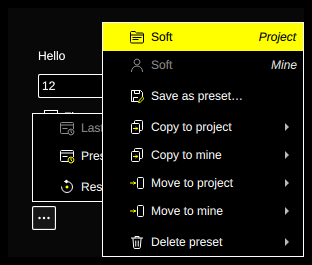 Hello
12
Soft Project
Soft Mine
Save as preset…
Copy to project
Copy to mine
Move to project
Move to mine
Delete preset
Last
Pres
Res